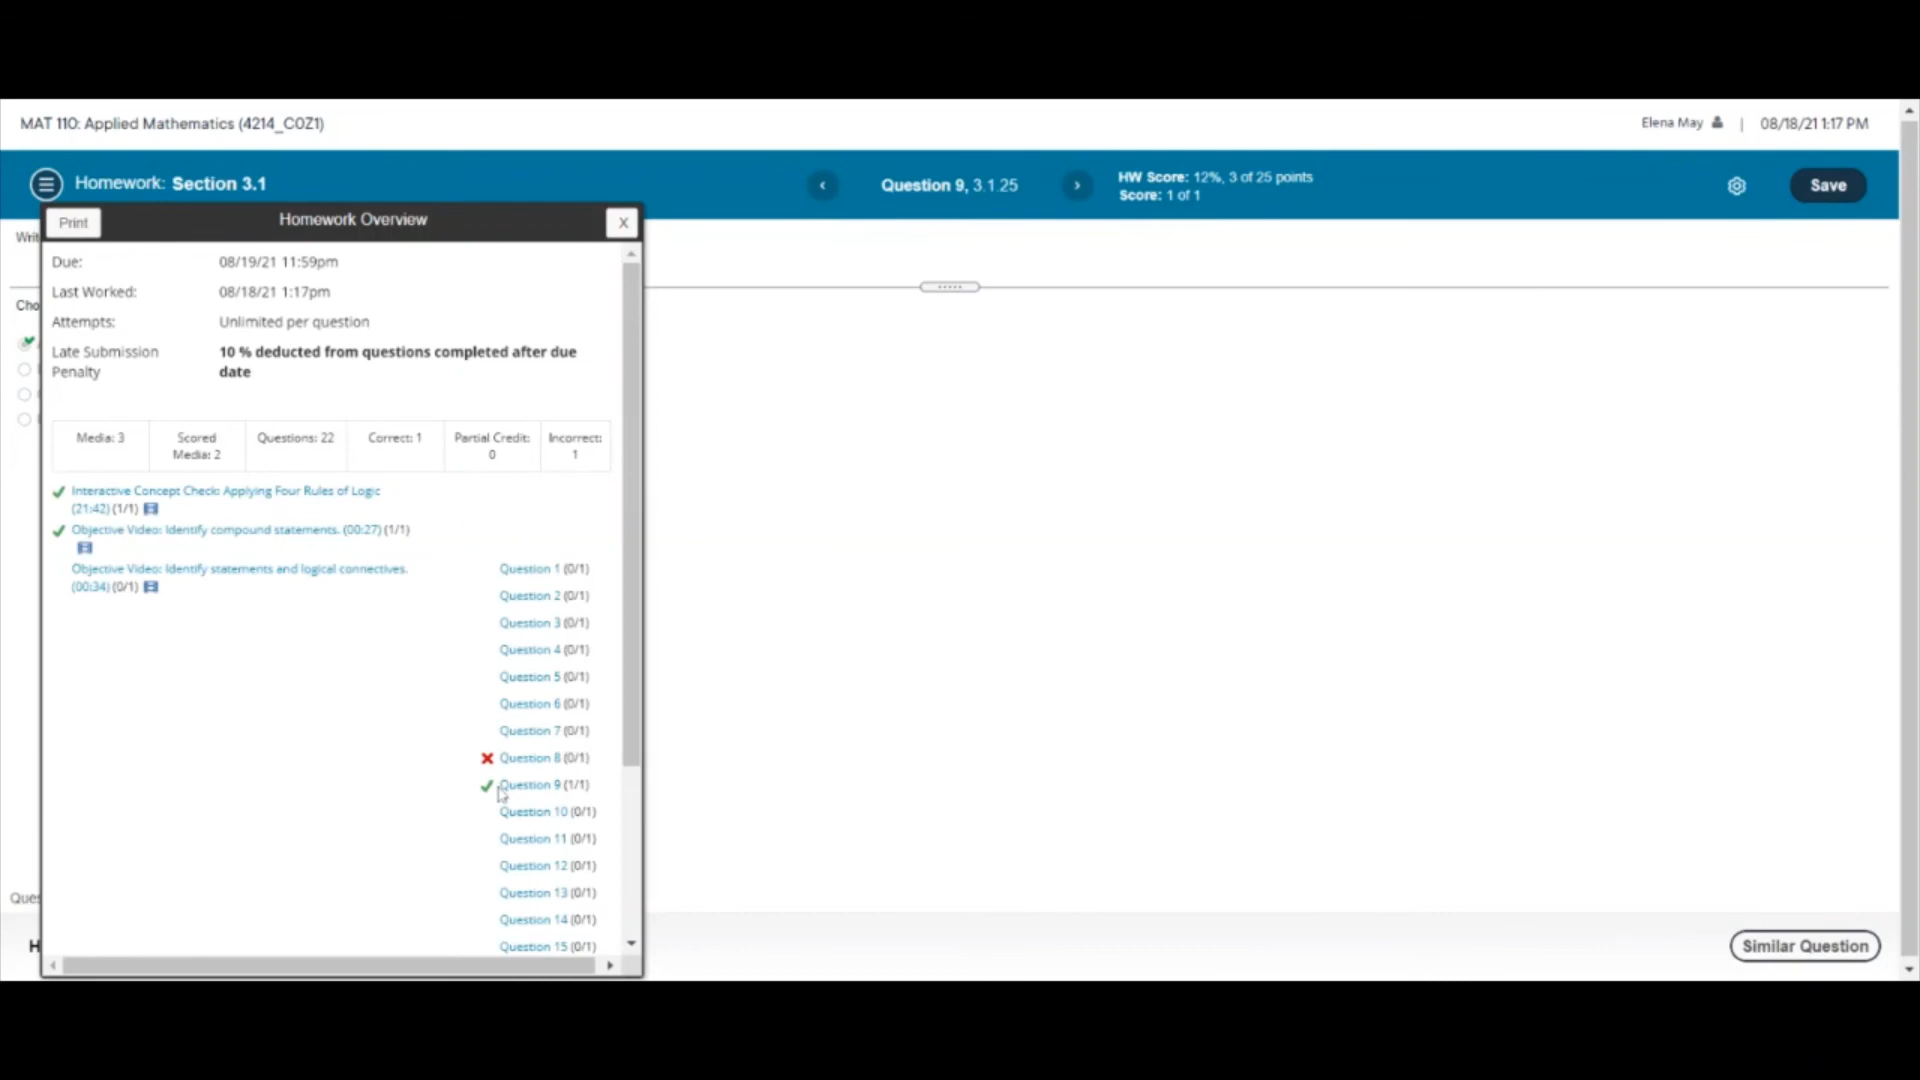 MAT 110: Applied Mathematics (4214_C0Z1)
Elena May | 08/18/21 1:17 PM
Homework: Section 3.1
Question 9, 3.1.25
HW Score: 12%, 3 of 25 points
Score: 1 of 1
Save
Writ
Cho
Print
Homework Overview
X
Due: 08/19/21 11:59pm
Last Worked: 08/18/21 1:17pm
Attempts: Unlimited per question
Late Submission Penalty
10 % deducted from questions completed after due
date
Media: 3
Scored
Media: 2
Questions: 22
Correct: 1
Partial Credit:
0
Incorrect:
1
Interactive Concept Check: Applying Four Rules of Logic
(21:42) (1/1)
Objective Video: Identify compound statements. (00:27) (1/1)
Objective Video: Identify statements and logical connectives.
(00:34) (0/1)
Question 1 (0/1)
Question 2 (0/1)
Question 3 (0/1)
Question 4 (0/1)
Question 5 (0/1)
Question 6 (0/1)
Question 7 (0/1)
Question 8 (0/1)
Question 9 (1/1)
Question 10 (0/1)
Question 11 (0/1)
Question 12 (0/1)
Question 13 (0/1)
Question 14 (0/1)
Question 15 (0/1)
Ques
H
Similar Question